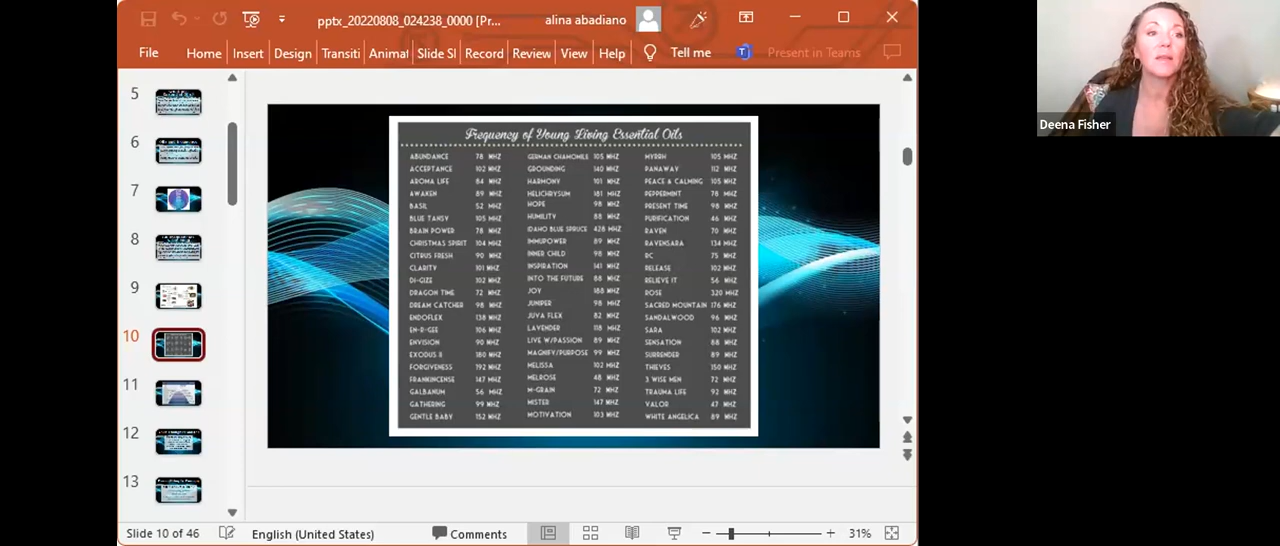 pptx_20220808_024238_0000 [Pr...
alina abadiano
File Home Insert Design Transiti Animat Slide Sl Record Review View Help Tell me Present in Teams
5
6
7
8
9
10
11
12
13
Frequency of Young Living Essential Oils
ABUNDANCE 78 MHZ
ACCEPTANCE 102 MHZ
AROMA LIFE 84 MHZ
AWAKEN 89 MHZ
BASIL 52 MHZ
BLUE TANSY 105 MHZ
BRAIN POWER 78 MHZ
CHRISTMAS SPIRIT 104 MHZ
CITRUS FRESH 90 MHZ
CLARITY 101 MHZ
DI-GIZE 102 MHZ
DRAGON TIME 72 MHZ
DREAM CATCHER 98 MHZ
ENDOFLEX 138 MHZ
EN-R-GEE 106 MHZ
ENVISION 90 MHZ
EXODUS II 180 MHZ
FORGIVENESS 192 MHZ
FRANKINCENSE 147 MHZ
GALBANUM 56 MHZ
GATHERING 99 MHZ
GENTLE BABY 152 MHZ
GERMAN CHAMOMILE 105 MHZ
GROUNDING 140 MHZ
HARMONY 101 MHZ
HELICHRYSUM 181 MHZ
HOPE 98 MHZ
HUMILITY 88 MHZ
IDAHO BLUE SPRUCE 428 MHZ
IMMUPOWER 89 MHZ
INNER CHILD 98 MHZ
INSPIRATION 141 MHZ
INTO THE FUTURE 88 MHZ
JOY 188 MHZ
JUNIPER 98 MHZ
JUVA FLEX 82 MHZ
LAVENDER 118 MHZ
LIVE W/PASSION 89 MHZ
MAGNIFY/PURPOSE 99 MHZ
MELISSA 102 MHZ
MELROSE 48 MHZ
M-GRAIN 72 MHZ
MISTER 147 MHZ
MOTIVATION 103 MHZ
MYRRH 105 MHZ
PANAWAY 112 MHZ
PEACE & CALMING 105 MHZ
PEPPERMINT 78 MHZ
PRESENT TIME 98 MHZ
PURIFICATION 46 MHZ
RAVEN 70 MHZ
RAVENSARA 134 MHZ
RC 75 MHZ
RELEASE 102 MHZ
RELIEVE IT 56 MHZ
ROSE 320 MHZ
SACRED MOUNTAIN 176 MHZ
SANDALWOOD 96 MHZ
SARA 102 MHZ
SENSATION 88 MHZ
SURRENDER 89 MHZ
THIEVES 150 MHZ
3 WISE MEN 72 MHZ
TRAUMA LIFE 92 MHZ
VALOR 47 MHZ
WHITE ANGELICA 89 MHZ
Slide 10 of 46 English (United States) Comments 31%
Deena Fisher